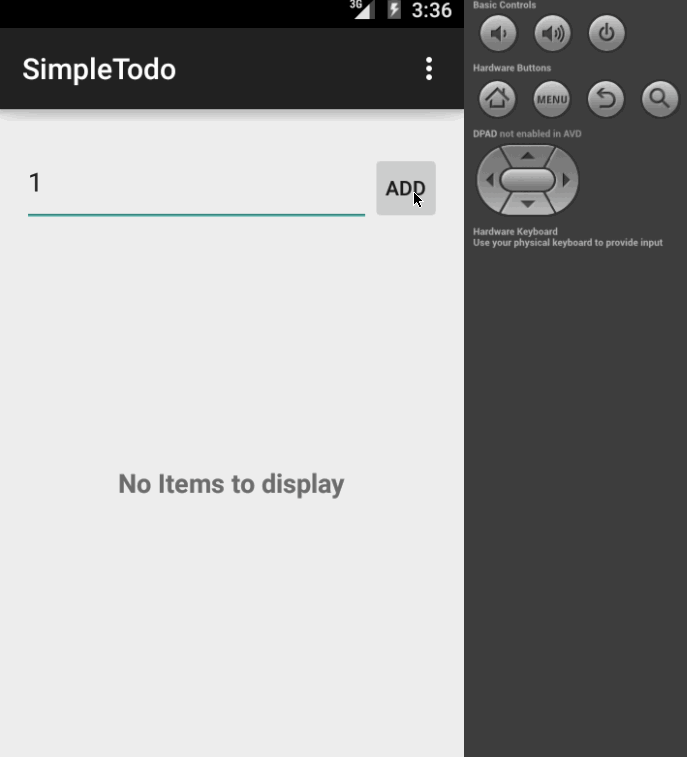 3G 3:36
SimpleTodo
1
ADD
No Items to display
Basic Controls
Hardware Buttons
MENU
DPAD not enabled in AVD
Hardware Keyboard
Use your physical keyboard to provide input